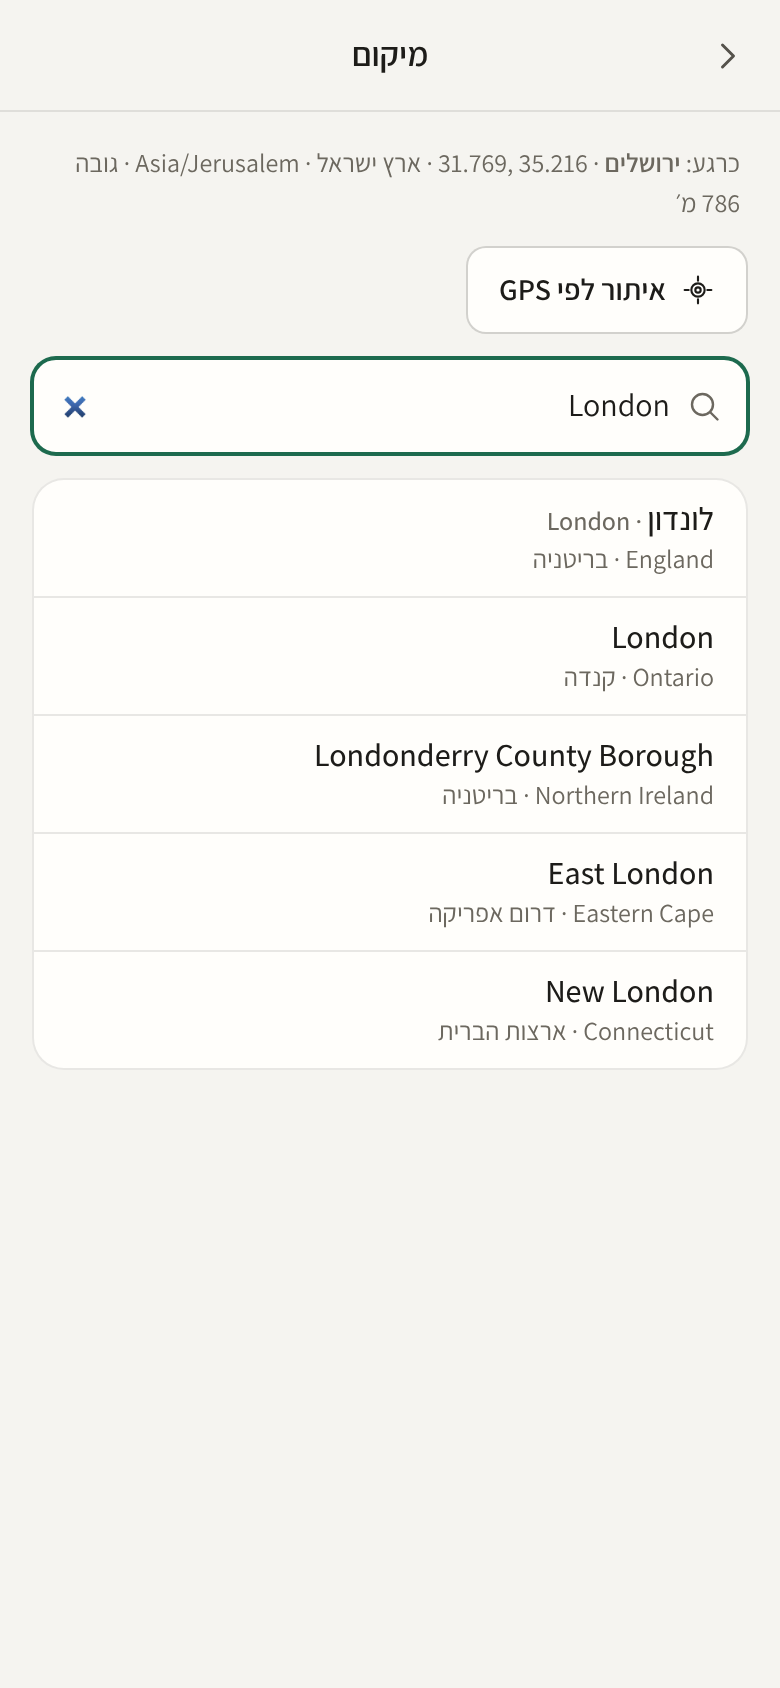 מיקום
כרגע: ירושלים · 31.769, 35.216 · ארץ ישראל · Asia/Jerusalem · גובה
786 מ׳
איתור לפי GPS
London
לונדון · London
England · בריטניה
London
Ontario · קנדה
Londonderry County Borough
Northern Ireland · בריטניה
East London
Eastern Cape · דרום אפריקה
New London
Connecticut · ארצות הברית